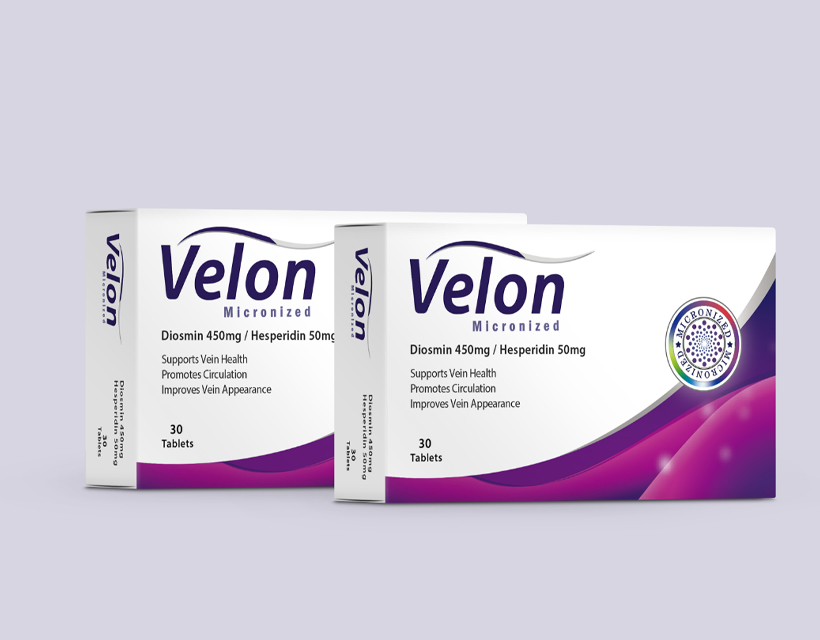 Velon
Micronized
Diosmin 450mg / Hesperidin 50mg
Supports Vein Health
Promotes Circulation
Improves Vein Appearance
30
Tablets
Velon
Micronized
Diosmin 450mg
Hesperidin 50mg
30
Tablets
Velon
Micronized
Diosmin 450mg / Hesperidin 50mg
Supports Vein Health
Promotes Circulation
Improves Vein Appearance
30
Tablets
MICRONIZED
MICRONIZED
Velon
Micronized
Diosmin 450mg
Hesperidin 50mg
30
Tablets